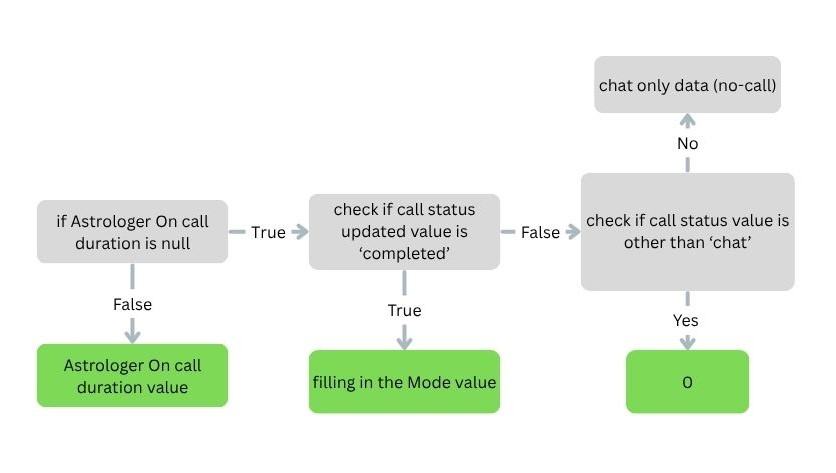 chat only data (no-call)
No
if Astrologer On call
duration is null
True
check if call status
updated value is
‘completed’
False
check if call status value is
other than ‘chat’
False
True
Yes
Astrologer On call
duration value
filling in the Mode value
0